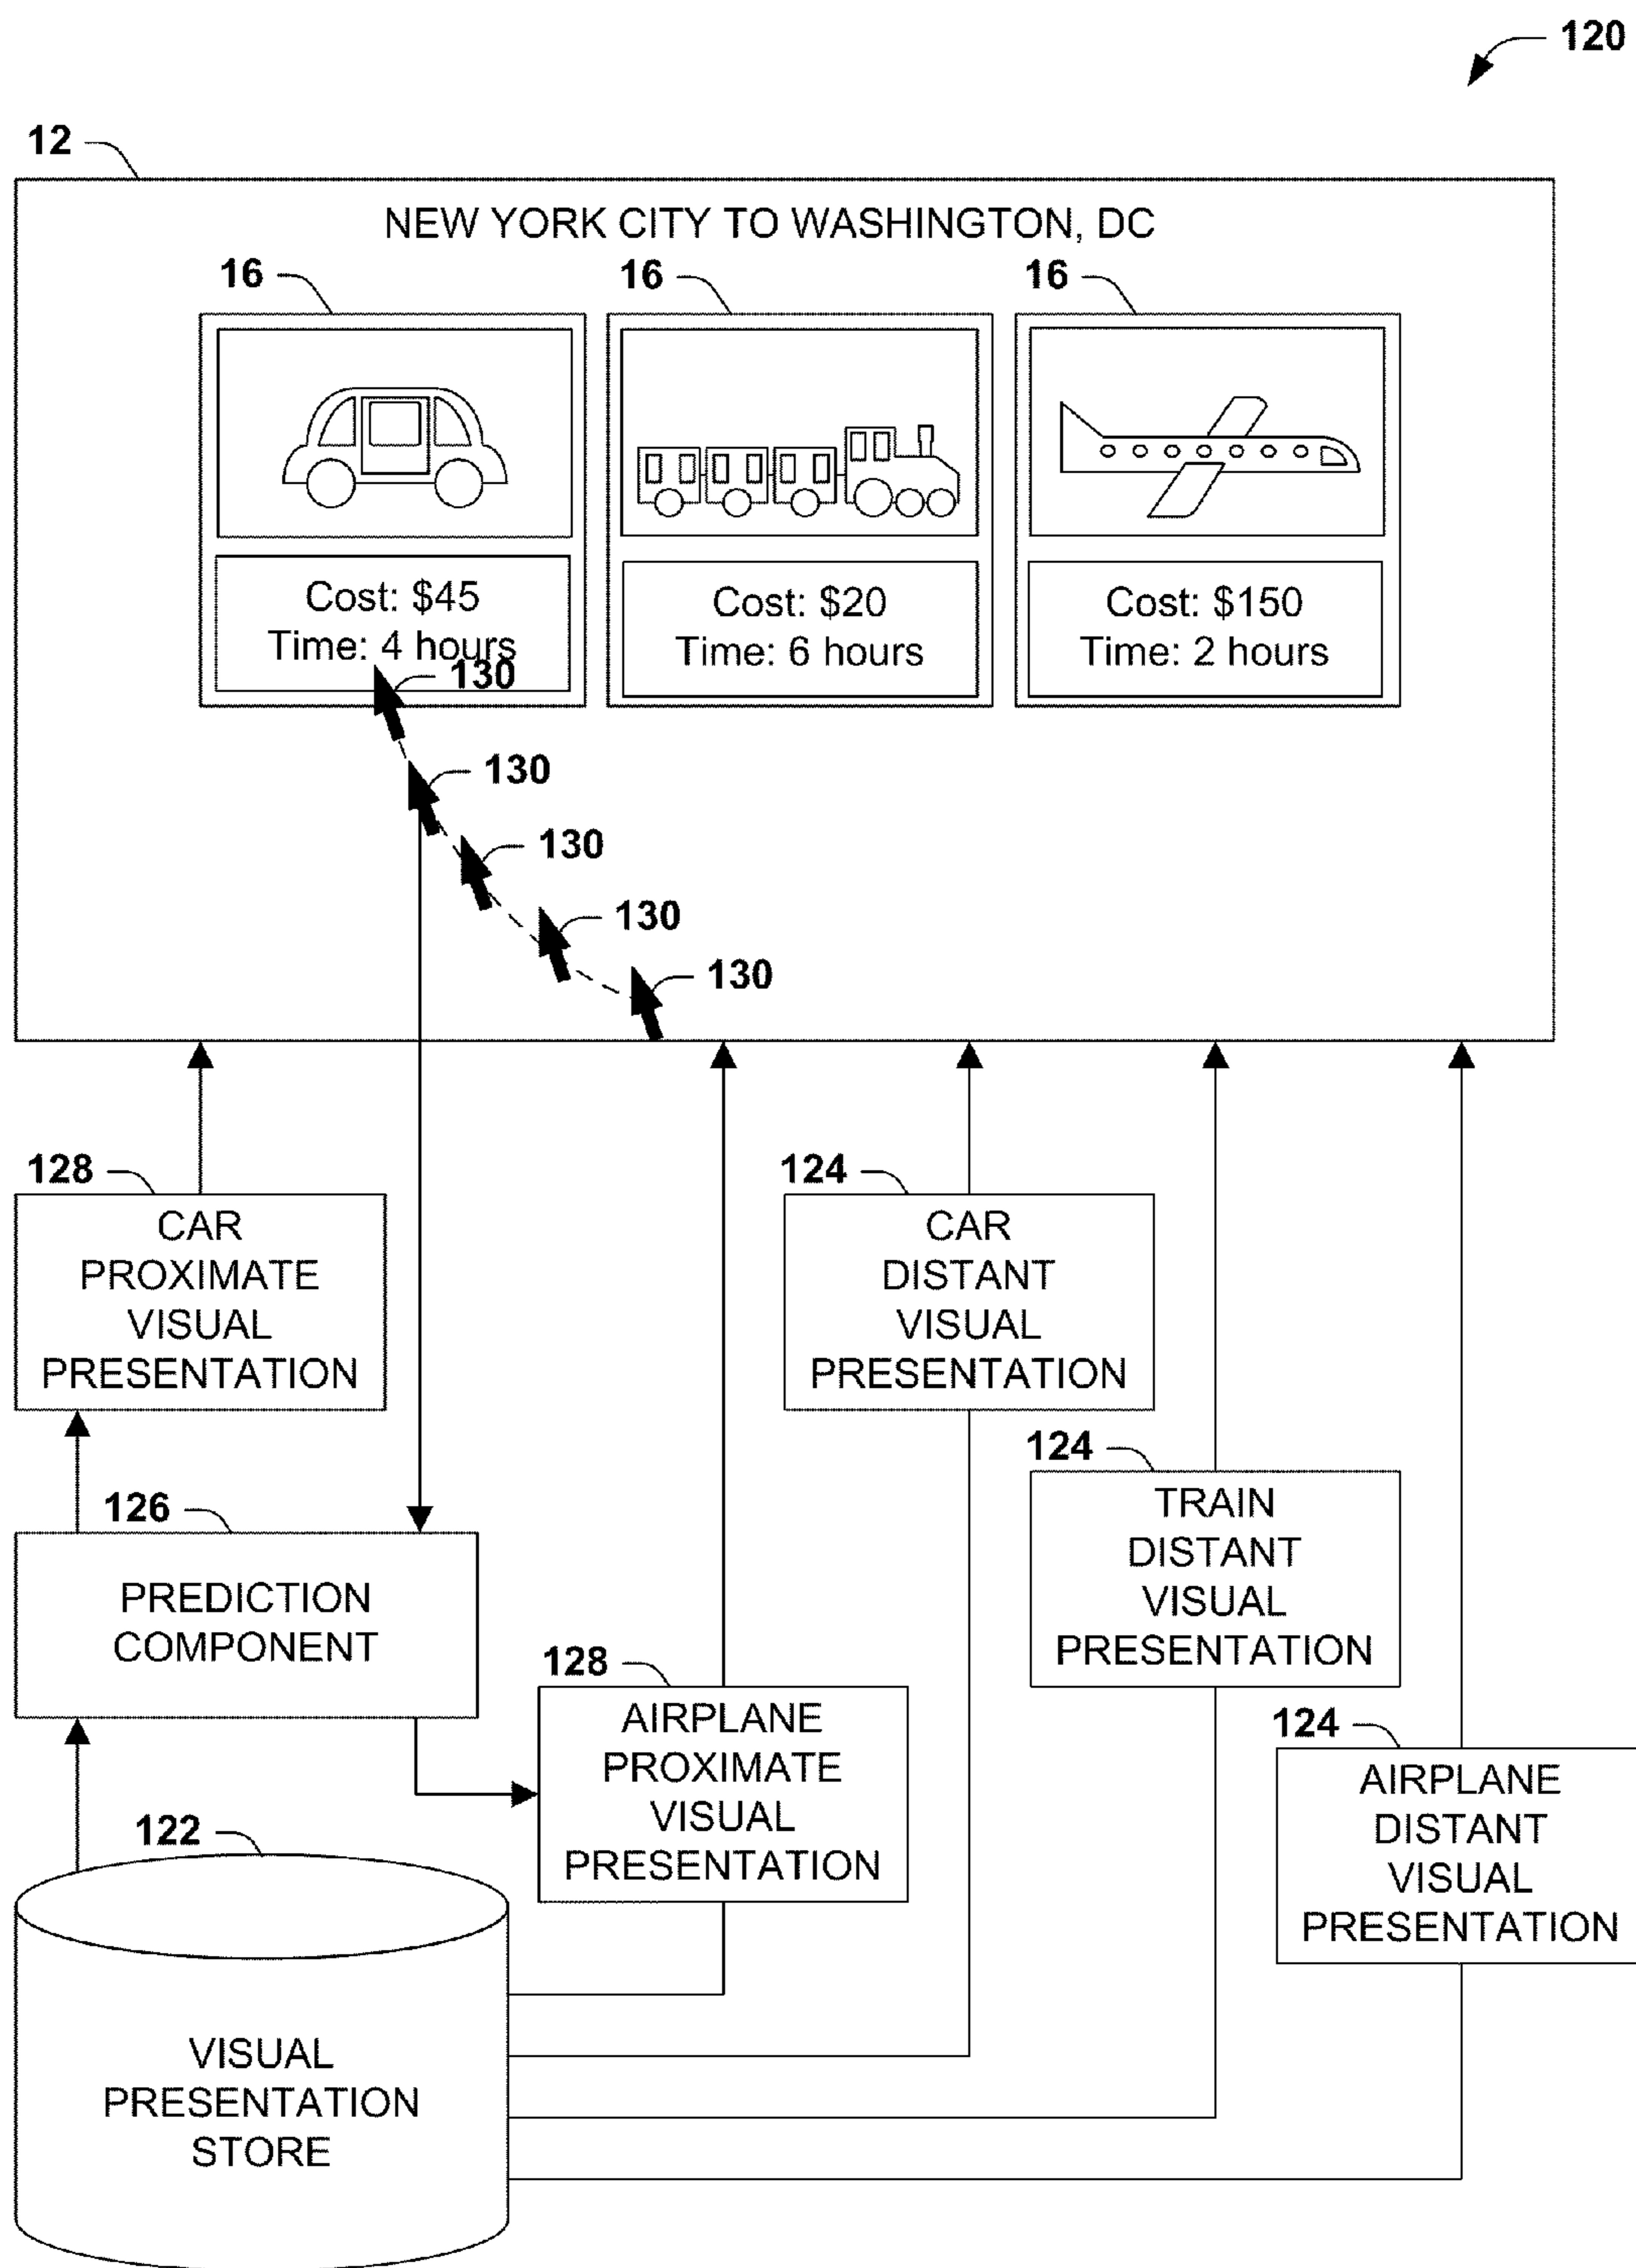 120
12
NEW YORK CITY TO WASHINGTON, DC
16
16
16
Cost: $45
Time: 4 hours
Cost: $20
Time: 6 hours
Cost: $150
Time: 2 hours
130
130
130
130
130
128
CAR
PROXIMATE
VISUAL
PRESENTATION
124
CAR
DISTANT
VISUAL
PRESENTATION
124
TRAIN
DISTANT
VISUAL
PRESENTATION
126
PREDICTION
COMPONENT
128
AIRPLANE
PROXIMATE
VISUAL
PRESENTATION
124
AIRPLANE
DISTANT
VISUAL
PRESENTATION
122
VISUAL
PRESENTATION
STORE